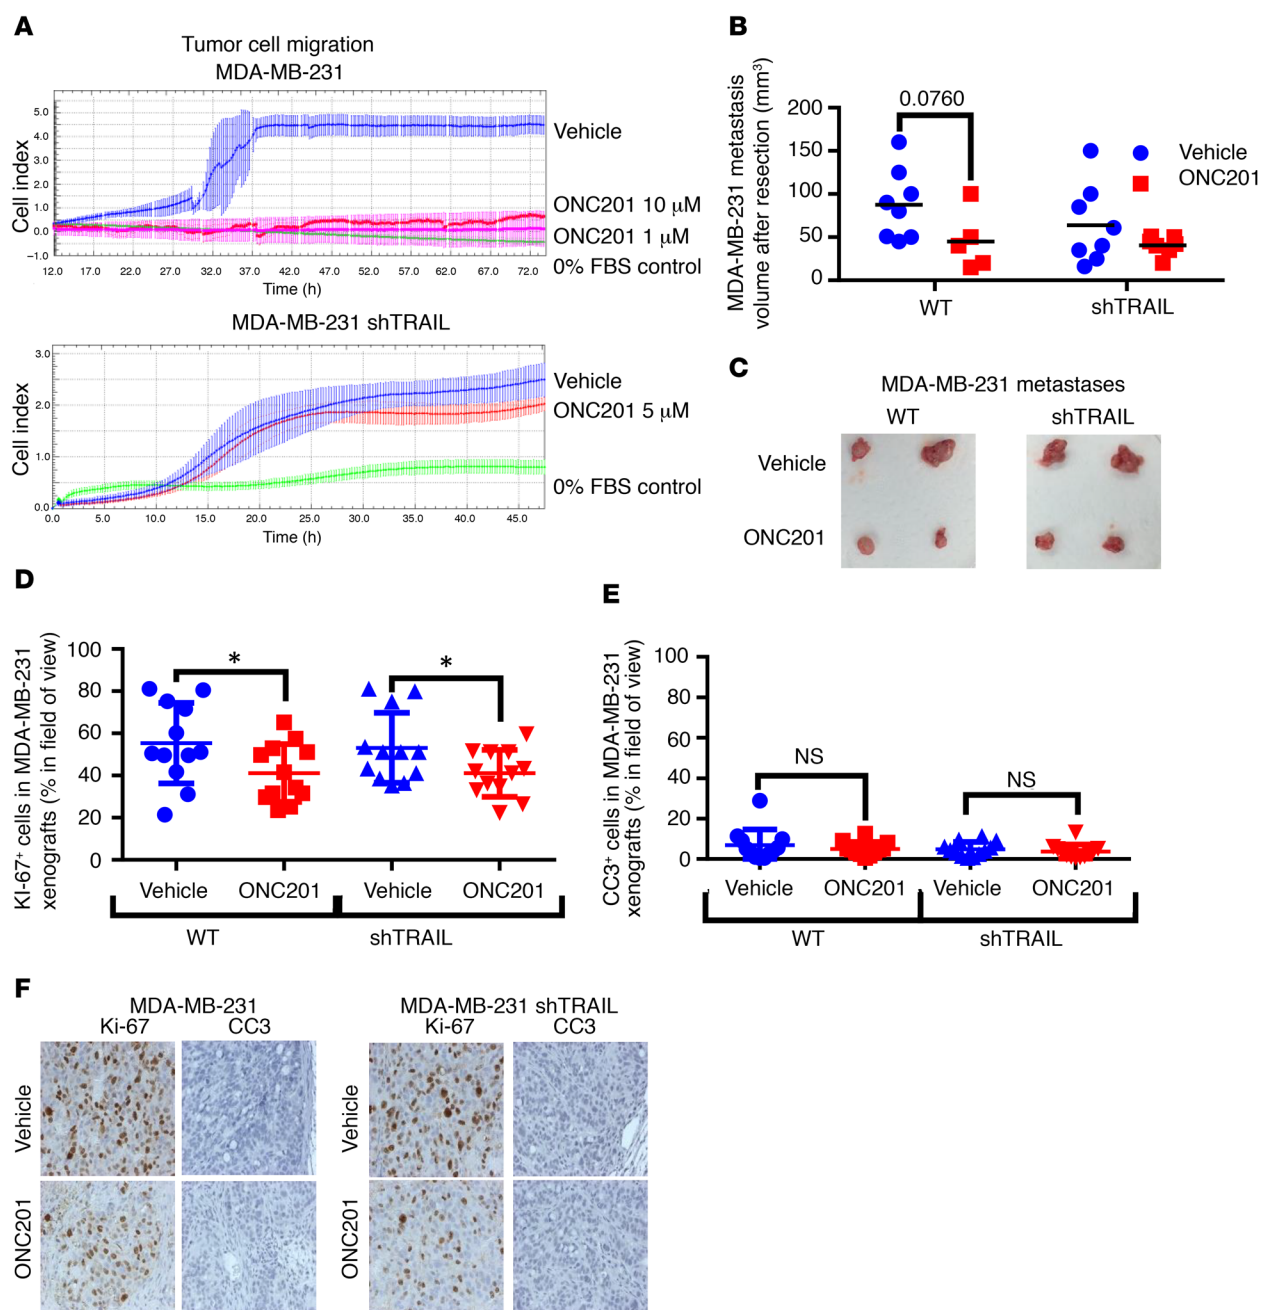 A
Tumor cell migration
MDA-MB-231
Cell index
5.0
4.0
3.0
2.0
1.0
0.0
−1.0
12.0 17.0 22.0 27.0 32.0 37.0 42.0 47.0 52.0 57.0 62.0 67.0 72.0
Time (h)
Vehicle
ONC201 10 µM
ONC201 1 µM
0% FBS control
MDA-MB-231 shTRAIL
Cell index
3.0
2.0
1.0
0.0
0.0 5.0 10.0 15.0 20.0 25.0 30.0 35.0 40.0 45.0
Time (h)
Vehicle
ONC201 5 µM
0% FBS control
B
MDA-MB-231 metastasis
volume after resection (mm³)
200
150
100
50
0
0.0760
WT shTRAIL
Vehicle
ONC201
C
MDA-MB-231 metastases
WT shTRAIL
Vehicle
ONC201
D
KI-67⁺ cells in MDA-MB-231
xenografts (% in field of view)
100
80
60
40
20
0
* *
Vehicle ONC201 Vehicle ONC201
WT shTRAIL
E
CC3⁺ cells in MDA-MB-231
xenografts (% in field of view)
100
80
60
40
20
0
NS NS
Vehicle ONC201 Vehicle ONC201
WT shTRAIL
F
MDA-MB-231 MDA-MB-231 shTRAIL
Ki-67 CC3 Ki-67 CC3
Vehicle Vehicle
ONC201 ONC201